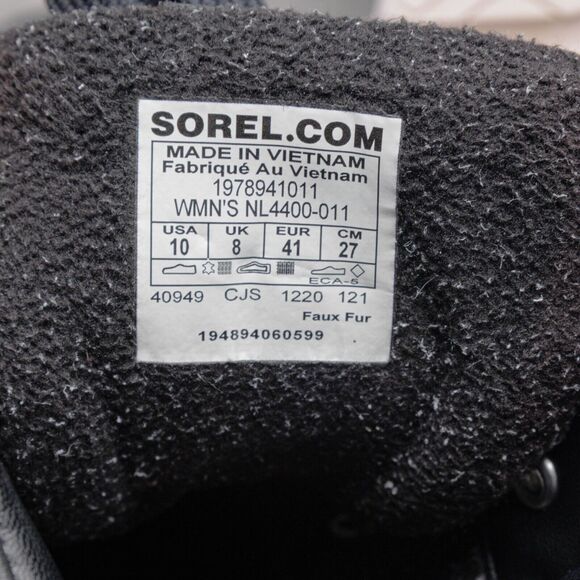 SOREL.COM
MADE IN VIETNAM
Fabriqué Au Vietnam
1978941011
WMN'S NL4400-011
USA UK EUR CM
10 8 41 27
ECA-5
40949 CJS 1220 121
Faux Fur
194894060599